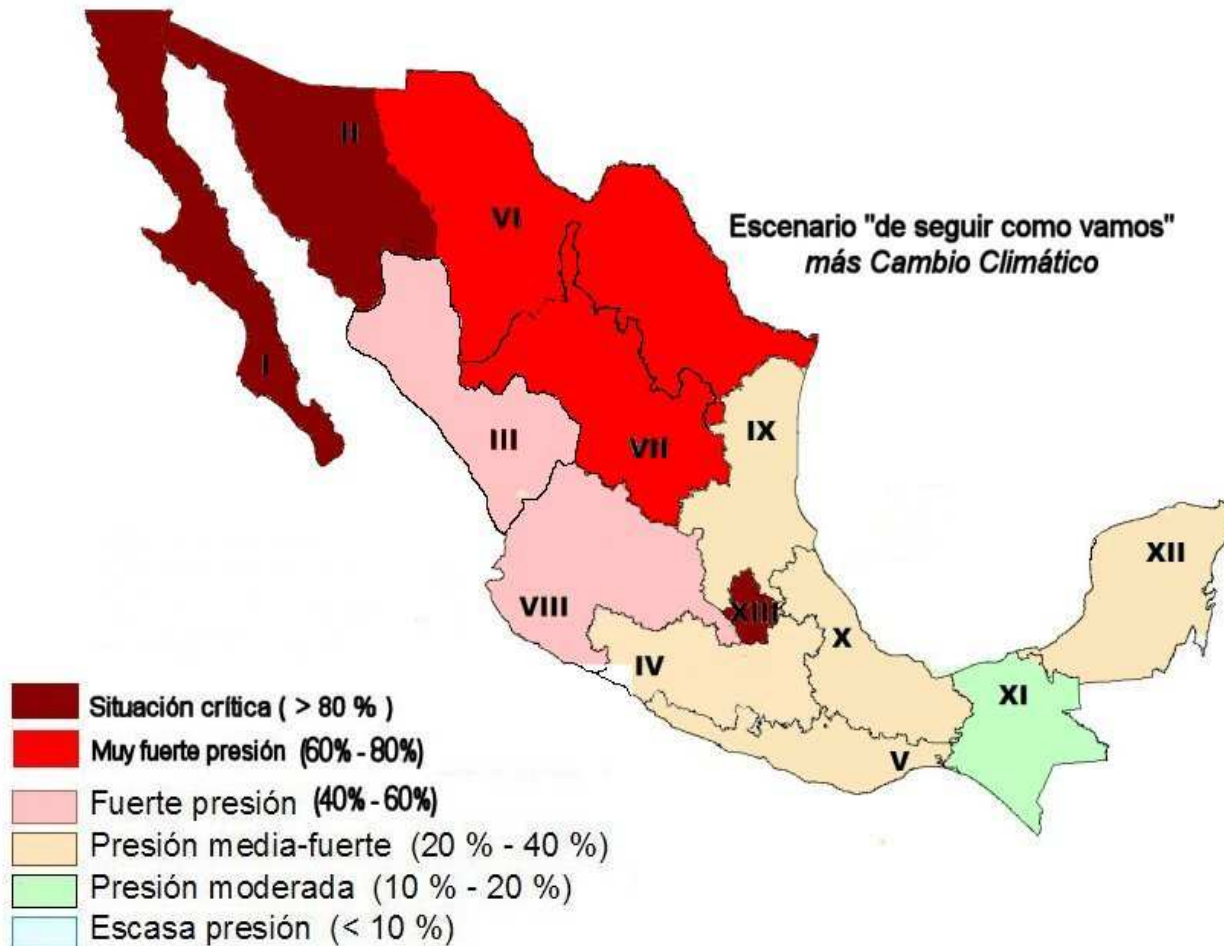 II
VI
Escenario "de seguir como vamos"
más Cambio Climático
I
III
VII
IX
XII
VIII
XIII
X
IV
XI
V
Situación crítica ( > 80 % )
Muy fuerte presión (60% - 80%)
Fuerte presión (40% - 60%)
Presión media-fuerte (20 % - 40 %)
Presión moderada (10 % - 20 %)
Escasa presión (< 10 %)